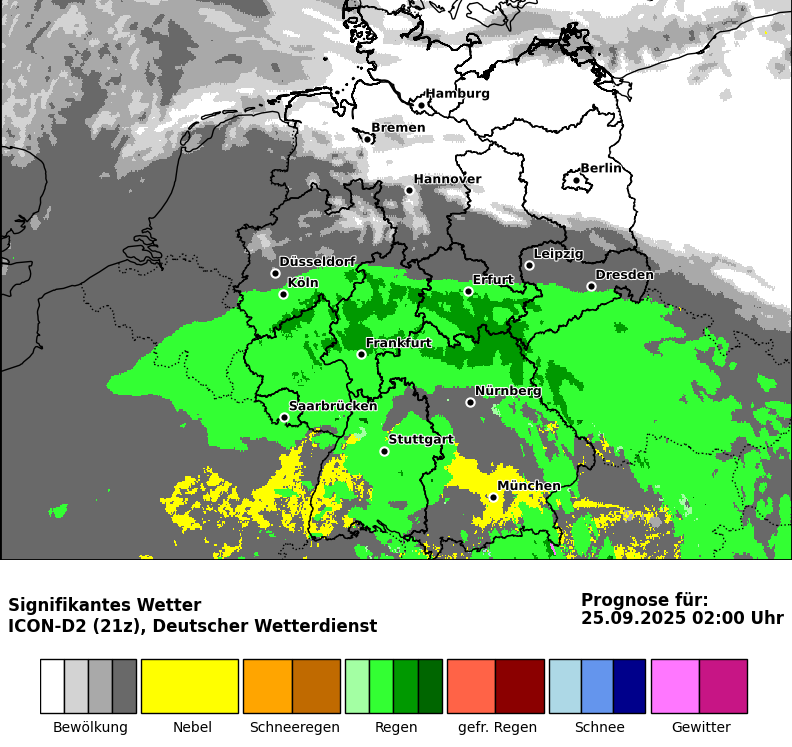 Hamburg
Bremen
Berlin
Hannover
Leipzig
Düsseldorf
Dresden
Köln
Erfurt
Frankfurt
Nürnberg
Saarbrücken
Stuttgart
München
Signifikantes Wetter
ICON-D2 (21z), Deutscher Wetterdienst
Prognose für:
25.09.2025 02:00 Uhr
Bewölkung
Nebel
Schneeregen
Regen
gefr. Regen
Schnee
Gewitter